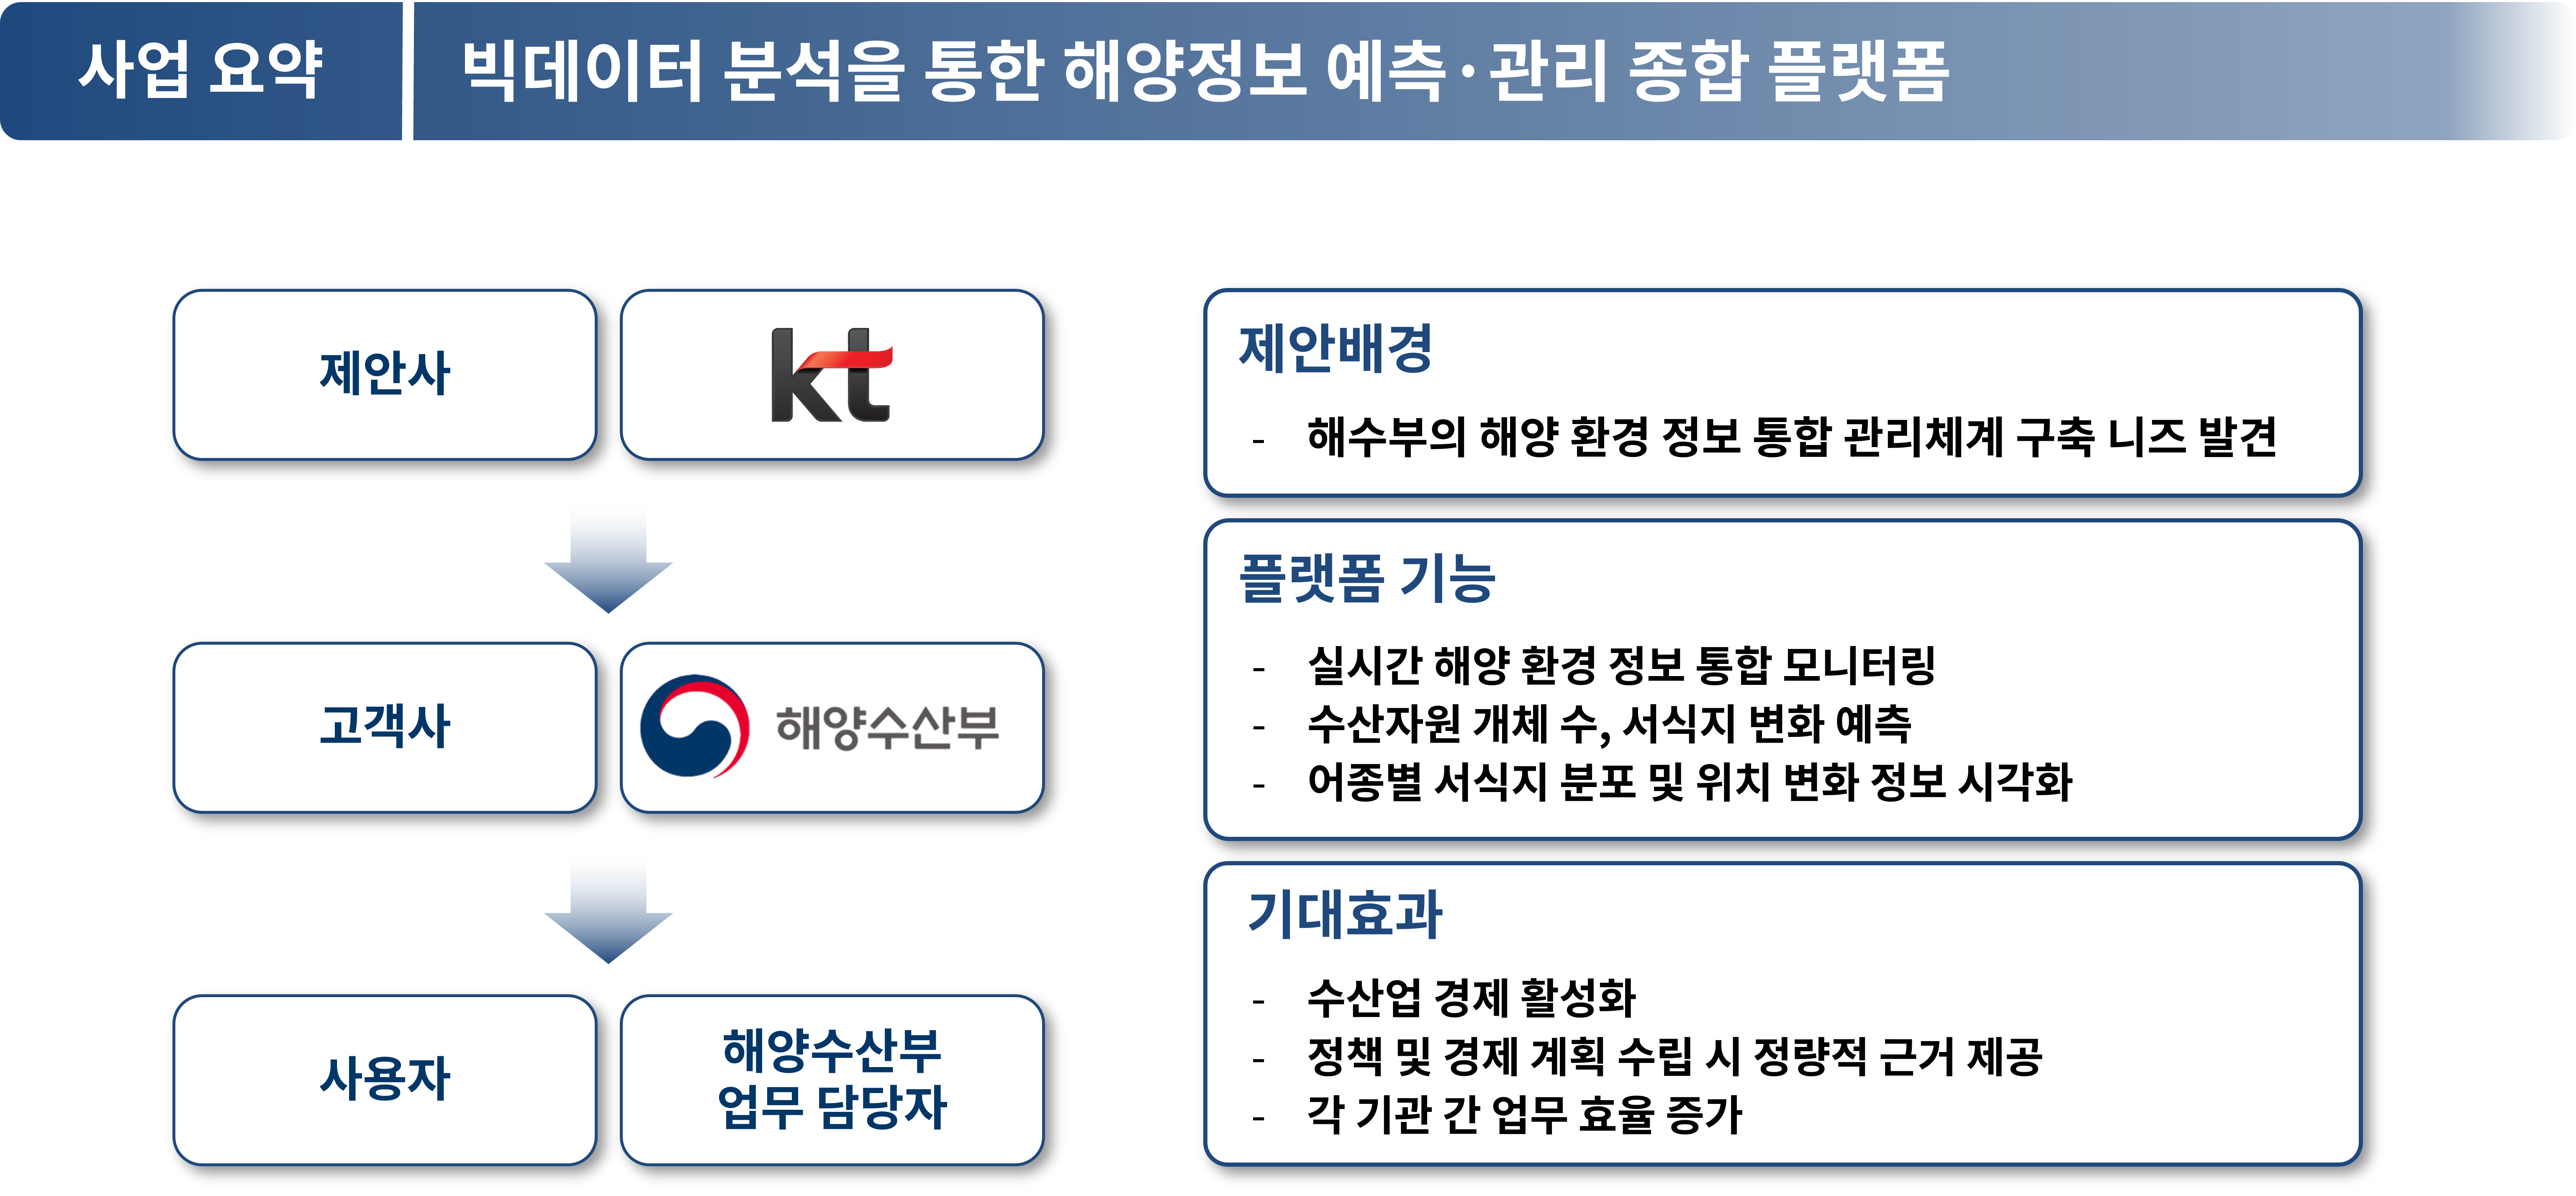 사업 요약
빅데이터 분석을 통한 해양정보 예측·관리 종합 플랫폼
제안사
kt
고객사
해양수산부
사용자
해양수산부
업무 담당자
제안배경
- 해수부의 해양 환경 정보 통합 관리체계 구축 니즈 발견
플랫폼 기능
- 실시간 해양 환경 정보 통합 모니터링
- 수산자원 개체 수, 서식지 변화 예측
- 어종별 서식지 분포 및 위치 변화 정보 시각화
기대효과
- 수산업 경제 활성화
- 정책 및 경제 계획 수립 시 정량적 근거 제공
- 각 기관 간 업무 효율 증가